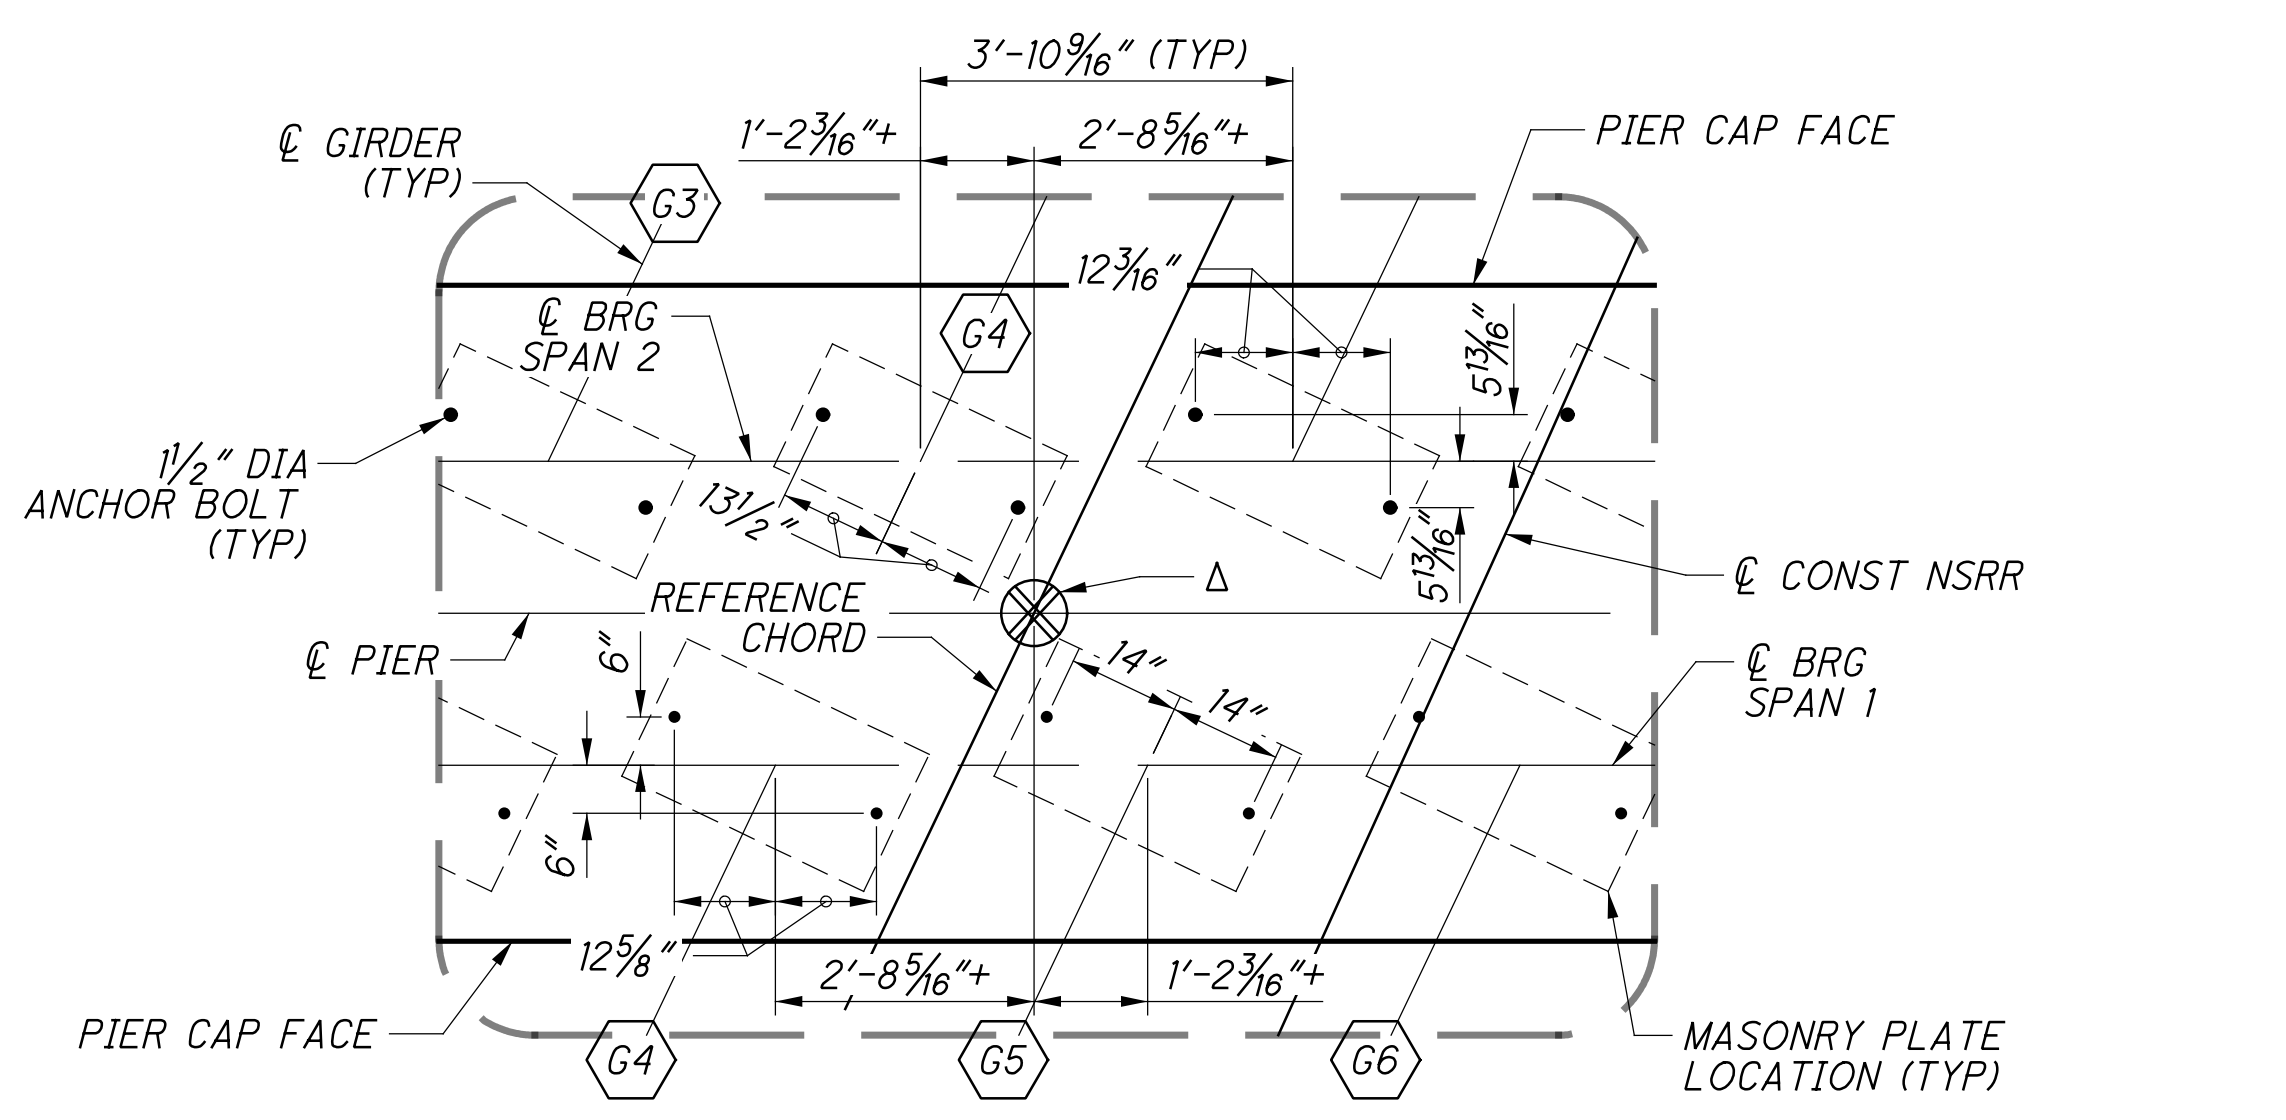 3'-10 9/16" (TYP)
1'-2 3/16"±
2'-8 5/16"±
PIER CAP FACE
℄ GIRDER
(TYP)
G3
12 3/16"
℄ BRG
SPAN 2
G4
5 13/16"
1 1/2" DIA
ANCHOR BOLT
(TYP)
13 1/2"
5 13/16"
Δ
℄ CONST NSRR
REFERENCE
CHORD
℄ PIER
6"
14"
14"
℄ BRG
SPAN 1
6"
12 5/8"
2'-8 5/16"±
1'-2 3/16"±
PIER CAP FACE
G4
G5
G6
MASONRY PLATE
LOCATION (TYP)